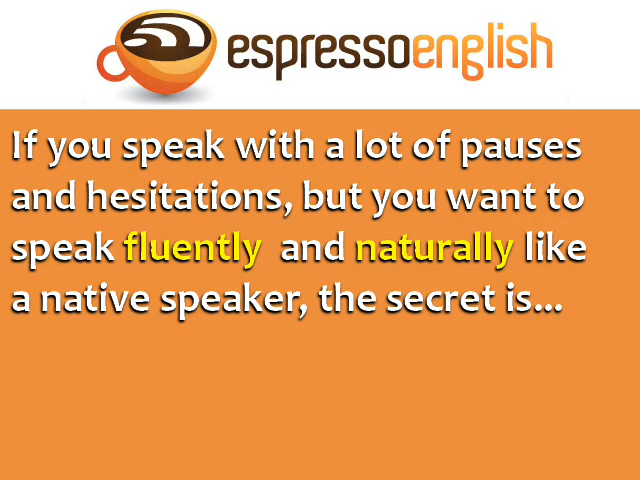 espressoenglish
If you speak with a lot of pauses
and hesitations, but you want to
speak fluently and naturally like
a native speaker, the secret is...